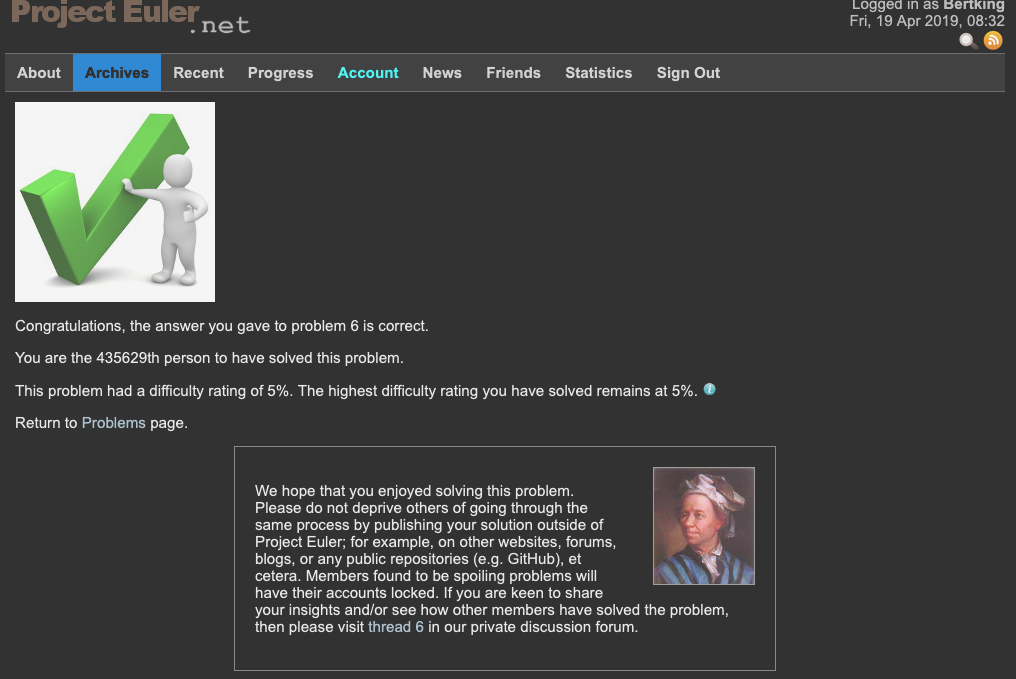 Project Euler
.net
Logged in as Bertking
Fri, 19 Apr 2019, 08:32
About Archives Recent Progress Account News Friends Statistics Sign Out
Congratulations, the answer you gave to problem 6 is correct.
You are the 435629th person to have solved this problem.
This problem had a difficulty rating of 5%. The highest difficulty rating you have solved remains at 5%.
Return to Problems page.
We hope that you enjoyed solving this problem.
Please do not deprive others of going through the
same process by publishing your solution outside of
Project Euler; for example, on other websites, forums,
blogs, or any public repositories (e.g. GitHub), et
cetera. Members found to be spoiling problems will
have their accounts locked. If you are keen to share
your insights and/or see how other members have solved the problem,
then please visit thread 6 in our private discussion forum.